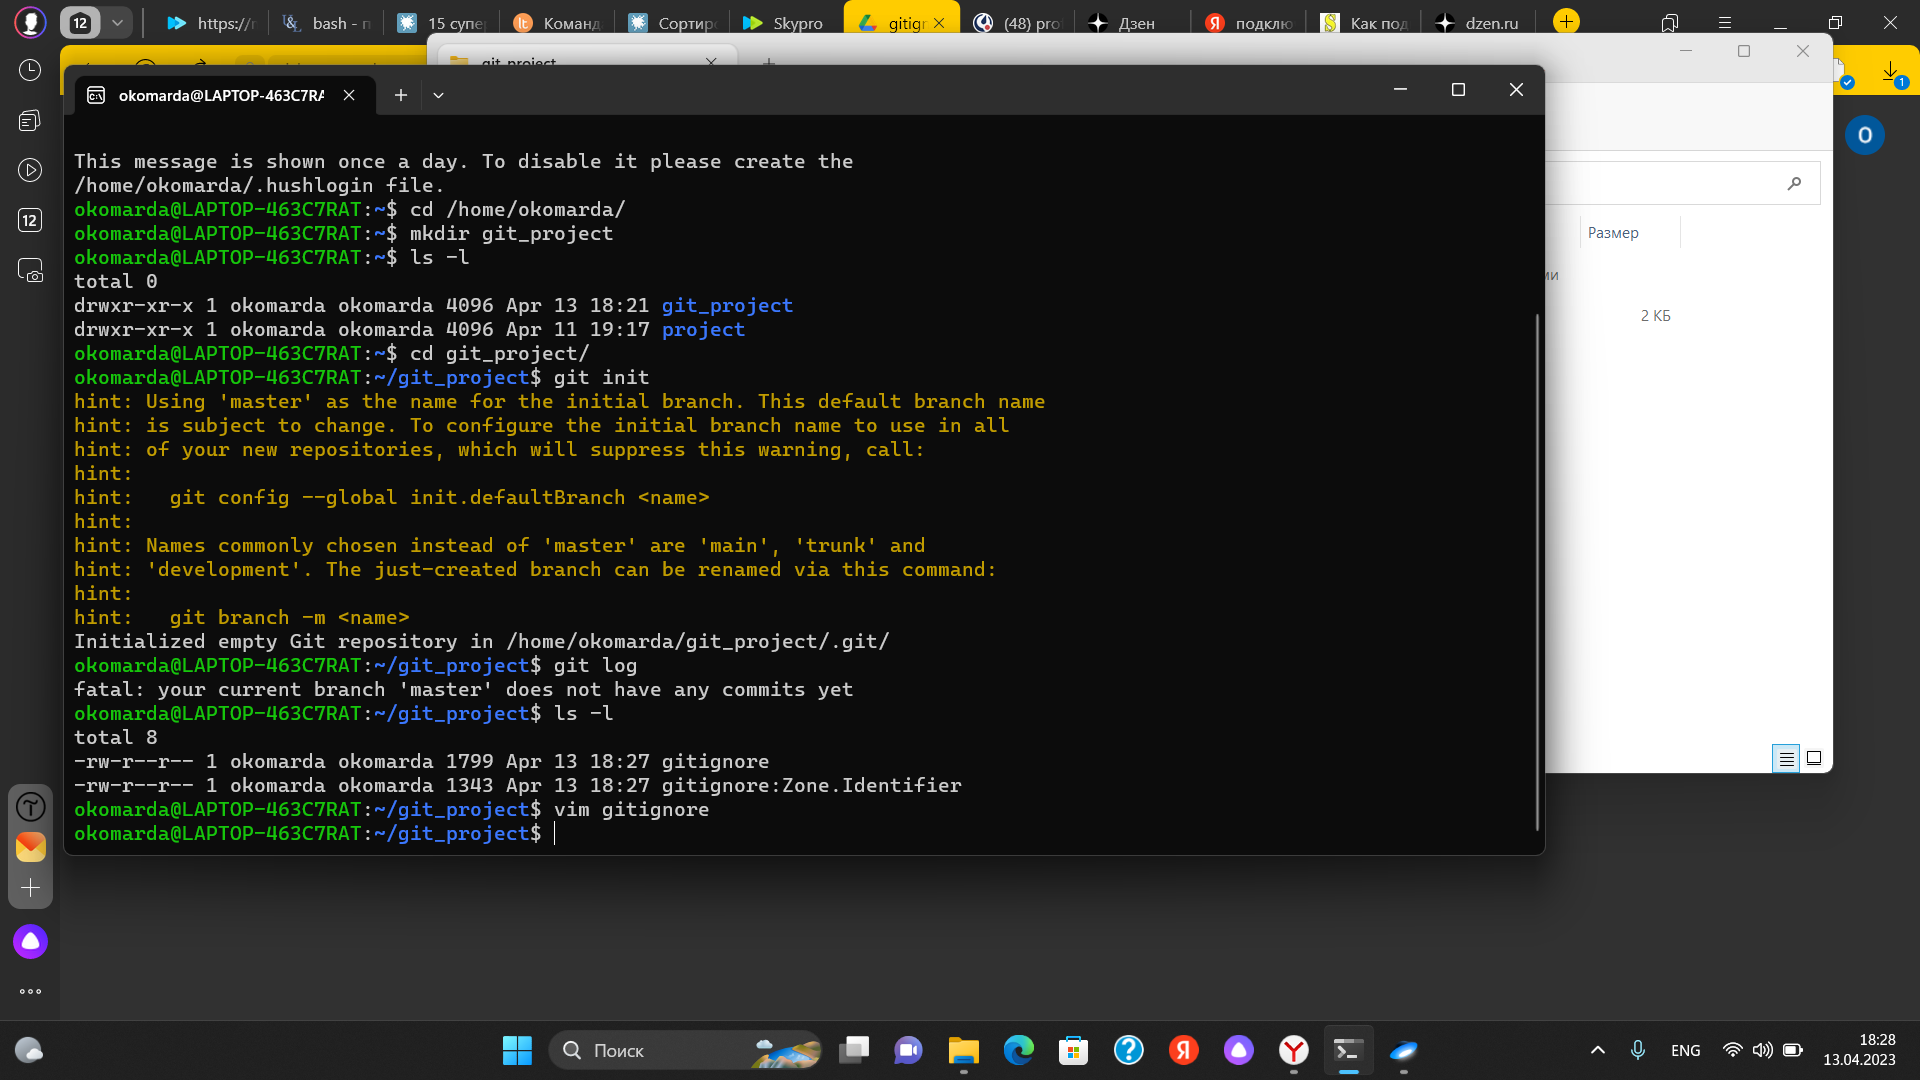 12
https://
bash - п
15 супе
Команд
Сортир
Skypro
gitign
(48) pro
Дзен
подклю
Как под
dzen.ru
git_project
okomarda@LAPTOP-463C7RA
This message is shown once a day. To disable it please create the
/home/okomarda/.hushlogin file.
okomarda@LAPTOP-463C7RAT:~$ cd /home/okomarda/
okomarda@LAPTOP-463C7RAT:~$ mkdir git_project
okomarda@LAPTOP-463C7RAT:~$ ls -l
total 0
drwxr-xr-x 1 okomarda okomarda 4096 Apr 13 18:21 git_project
drwxr-xr-x 1 okomarda okomarda 4096 Apr 11 19:17 project
okomarda@LAPTOP-463C7RAT:~$ cd git_project/
okomarda@LAPTOP-463C7RAT:~/git_project$ git init
hint: Using 'master' as the name for the initial branch. This default branch name
hint: is subject to change. To configure the initial branch name to use in all
hint: of your new repositories, which will suppress this warning, call:
hint:
hint:   git config --global init.defaultBranch <name>
hint:
hint: Names commonly chosen instead of 'master' are 'main', 'trunk' and
hint: 'development'. The just-created branch can be renamed via this command:
hint:
hint:   git branch -m <name>
Initialized empty Git repository in /home/okomarda/git_project/.git/
okomarda@LAPTOP-463C7RAT:~/git_project$ git log
fatal: your current branch 'master' does not have any commits yet
okomarda@LAPTOP-463C7RAT:~/git_project$ ls -l
total 8
-rw-r--r-- 1 okomarda okomarda 1799 Apr 13 18:27 gitignore
-rw-r--r-- 1 okomarda okomarda 1343 Apr 13 18:27 gitignore:Zone.Identifier
okomarda@LAPTOP-463C7RAT:~/git_project$ vim gitignore
okomarda@LAPTOP-463C7RAT:~/git_project$
Размер
ми
2 КБ
1
O
12
Поиск
ENG
18:28
13.04.2023